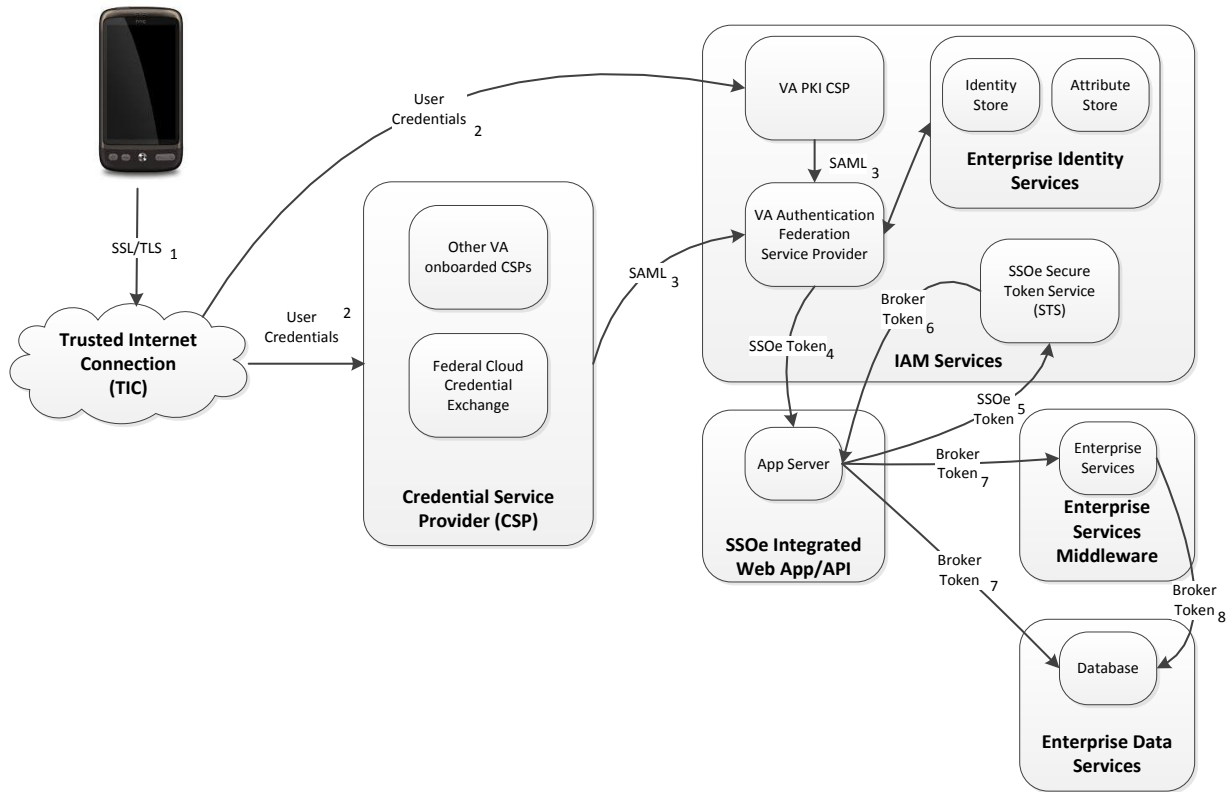 htc
SSL/TLS 1
Trusted Internet
Connection
(TIC)
User
Credentials 2
User
Credentials 2
Other VA
onboarded CSPs
Federal Cloud
Credential
Exchange
Credential Service
Provider (CSP)
SAML 3
VA PKI CSP
SAML 3
VA Authentication
Federation
Service Provider
Identity
Store
Attribute
Store
Enterprise Identity
Services
SSOe Secure
Token Service
(STS)
Broker
Token 6
SSOe Token 4
IAM Services
SSOe
Token 5
App Server
SSOe Integrated
Web App/API
Broker
Token 7
Enterprise
Services
Enterprise
Services
Middleware
Broker
Token 7
Broker
Token 8
Database
Enterprise Data
Services